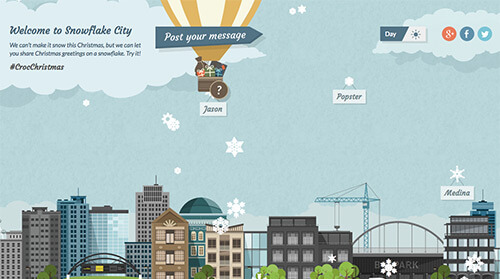 Welcome to Snowflake City
We can't make it snow this Christmas, but we can let
you share Christmas greetings on a snowflake. Try it!
#CrocChristmas
Post your message
Day
g+
f
?
Jason
Popster
Medina